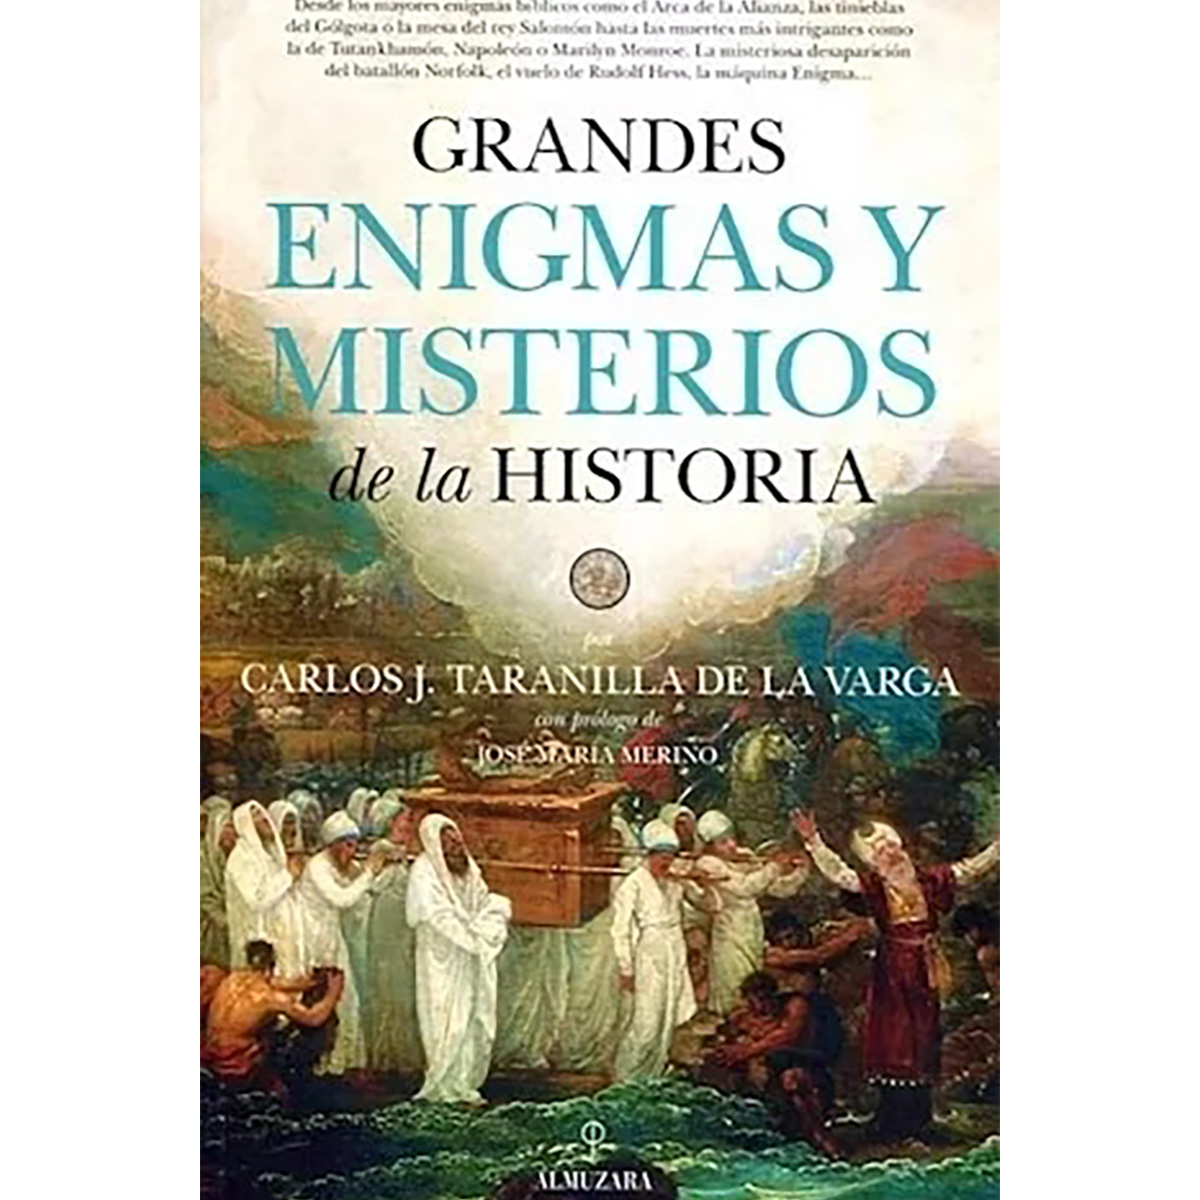 Desde los mayores enigmas bíblicos como el Arca de la Alianza, las tinieblas
del Gólgota o la mesa del rey Salomón hasta las muertes más intrigantes como
la de Tutankhamón, Napoleón o Marilyn Monroe. La misteriosa desaparición
del batallón Norfolk, el vuelo de Rudolf Hess, la máquina Enigma...
GRANDES
ENIGMAS Y
MISTERIOS
de la HISTORIA
por
CARLOS J. TARANILLA DE LA VARGA
con prólogo de
JOSÉ MARÍA MERINO
ALMUZARA